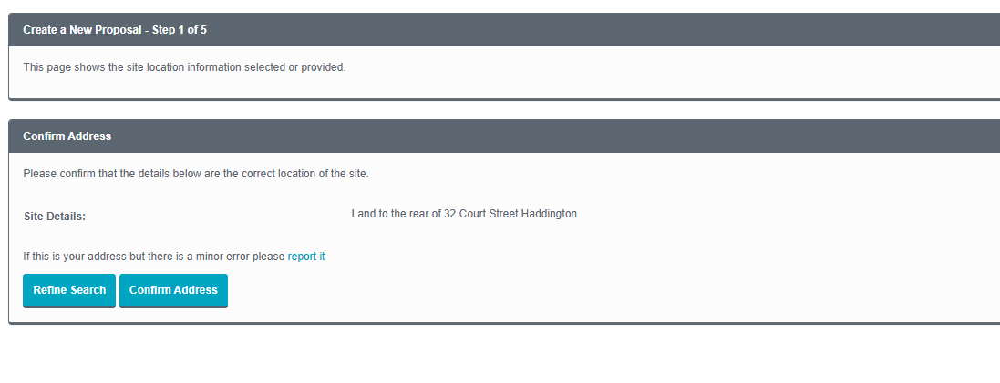 Create a New Proposal - Step 1 of 5
This page shows the site location information selected or provided.
Confirm Address
Please confirm that the details below are the correct location of the site.
Site Details: Land to the rear of 32 Court Street Haddington
If this is your address but there is a minor error please report it
Refine Search Confirm Address